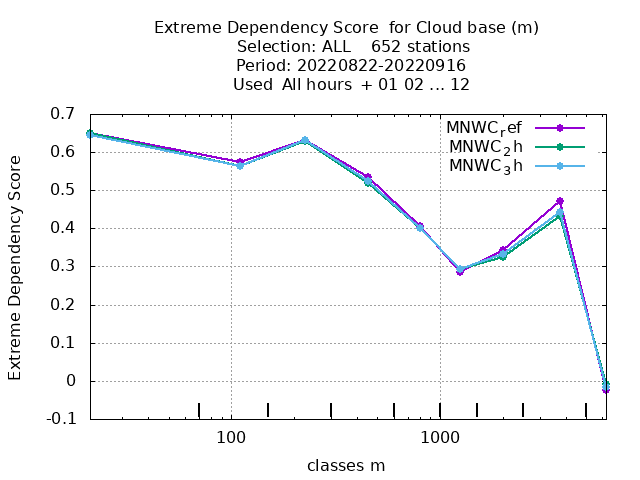 Extreme Dependency Score  for Cloud base (m)
Selection: ALL    652 stations
Period: 20220822-20220916
Used  All hours  + 01 02 ... 12
Extreme Dependency Score
0.7
0.6
0.5
0.4
0.3
0.2
0.1
0
-0.1
MNWC_ref
MNWC_2h
MNWC_3h
100
1000
classes m